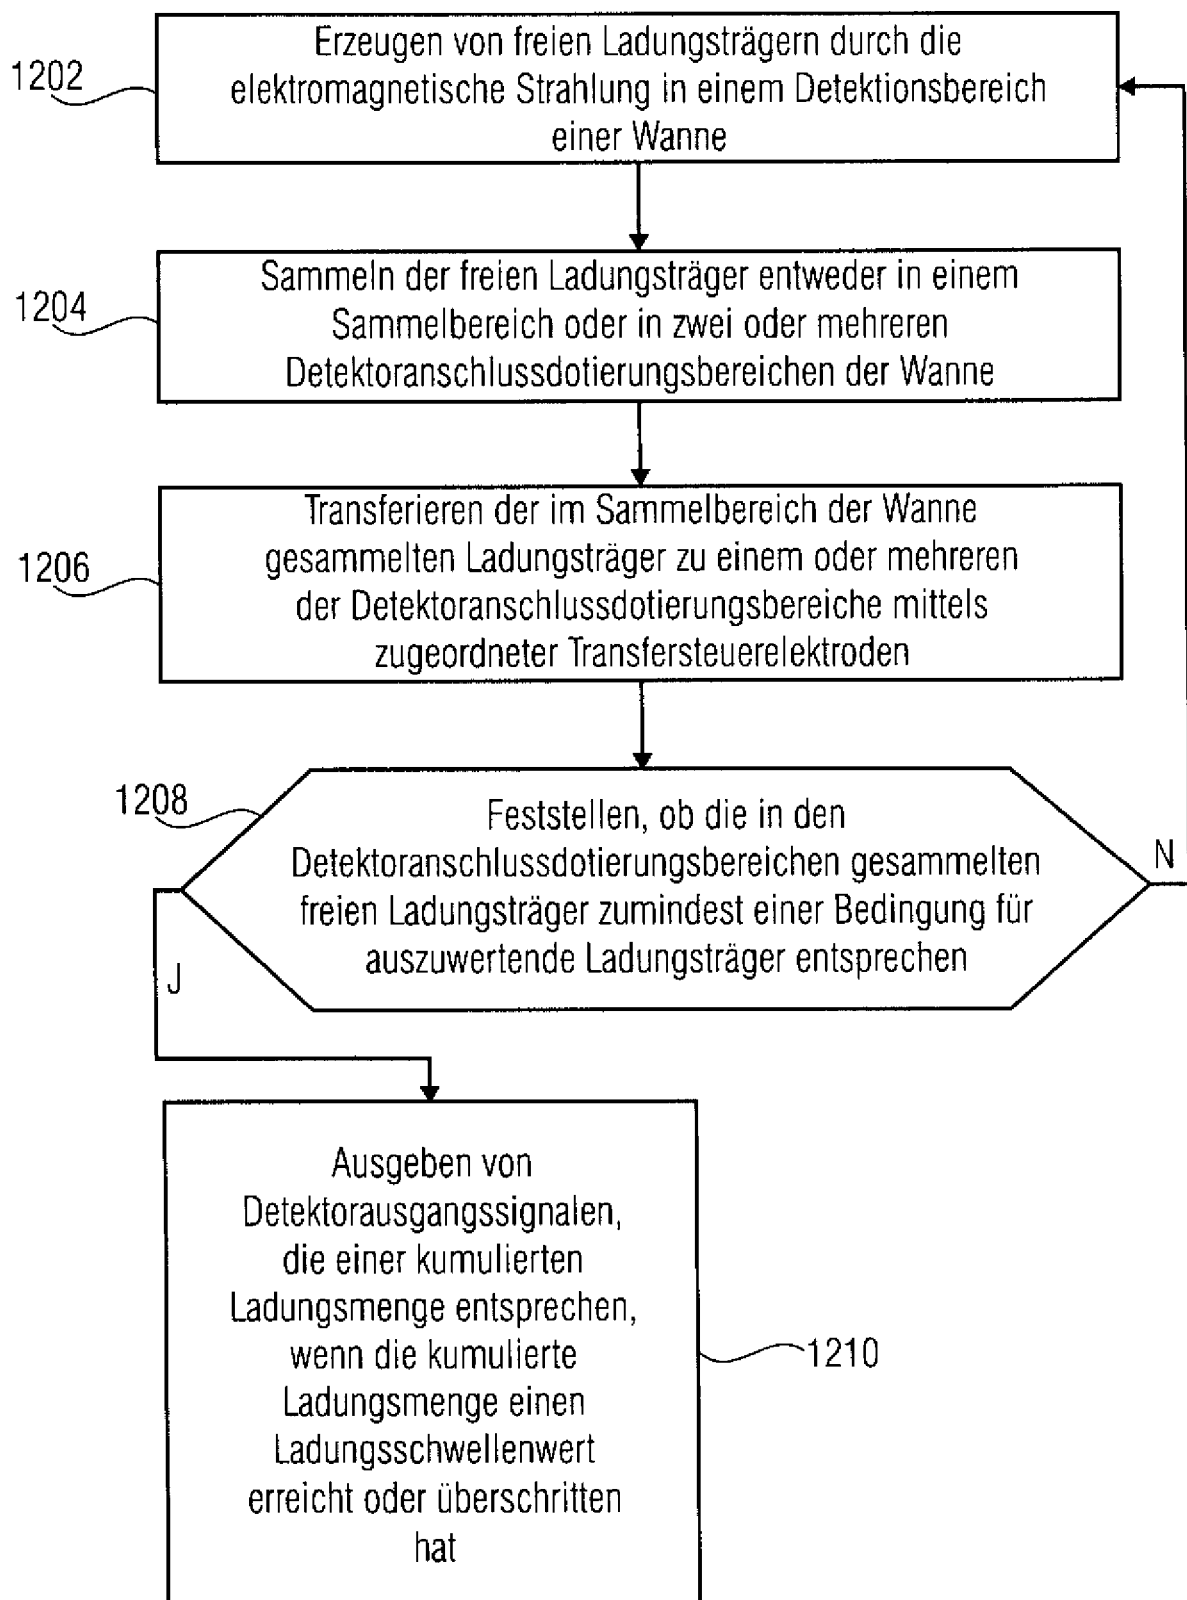 1202
Erzeugen von freien Ladungsträgern durch die
elektromagnetische Strahlung in einem Detektionsbereich
einer Wanne
1204
Sammeln der freien Ladungsträger entweder in einem
Sammelbereich oder in zwei oder mehreren
Detektoranschlussdotierungsbereichen der Wanne
1206
Transferieren der im Sammelbereich der Wanne
gesammelten Ladungsträger zu einem oder mehreren
der Detektoranschlussdotierungsbereiche mittels
zugeordneter Transfersteuerelektroden
1208
Feststellen, ob die in den
Detektoranschlussdotierungsbereichen gesammelten
freien Ladungsträger zumindest einer Bedingung für
auszuwertende Ladungsträger entsprechen
N
J
Ausgeben von
Detektorausgangssignalen,
die einer kumulierten
Ladungsmenge entsprechen,
wenn die kumulierte
Ladungsmenge einen
Ladungsschwellenwert
erreicht oder überschritten
hat
1210